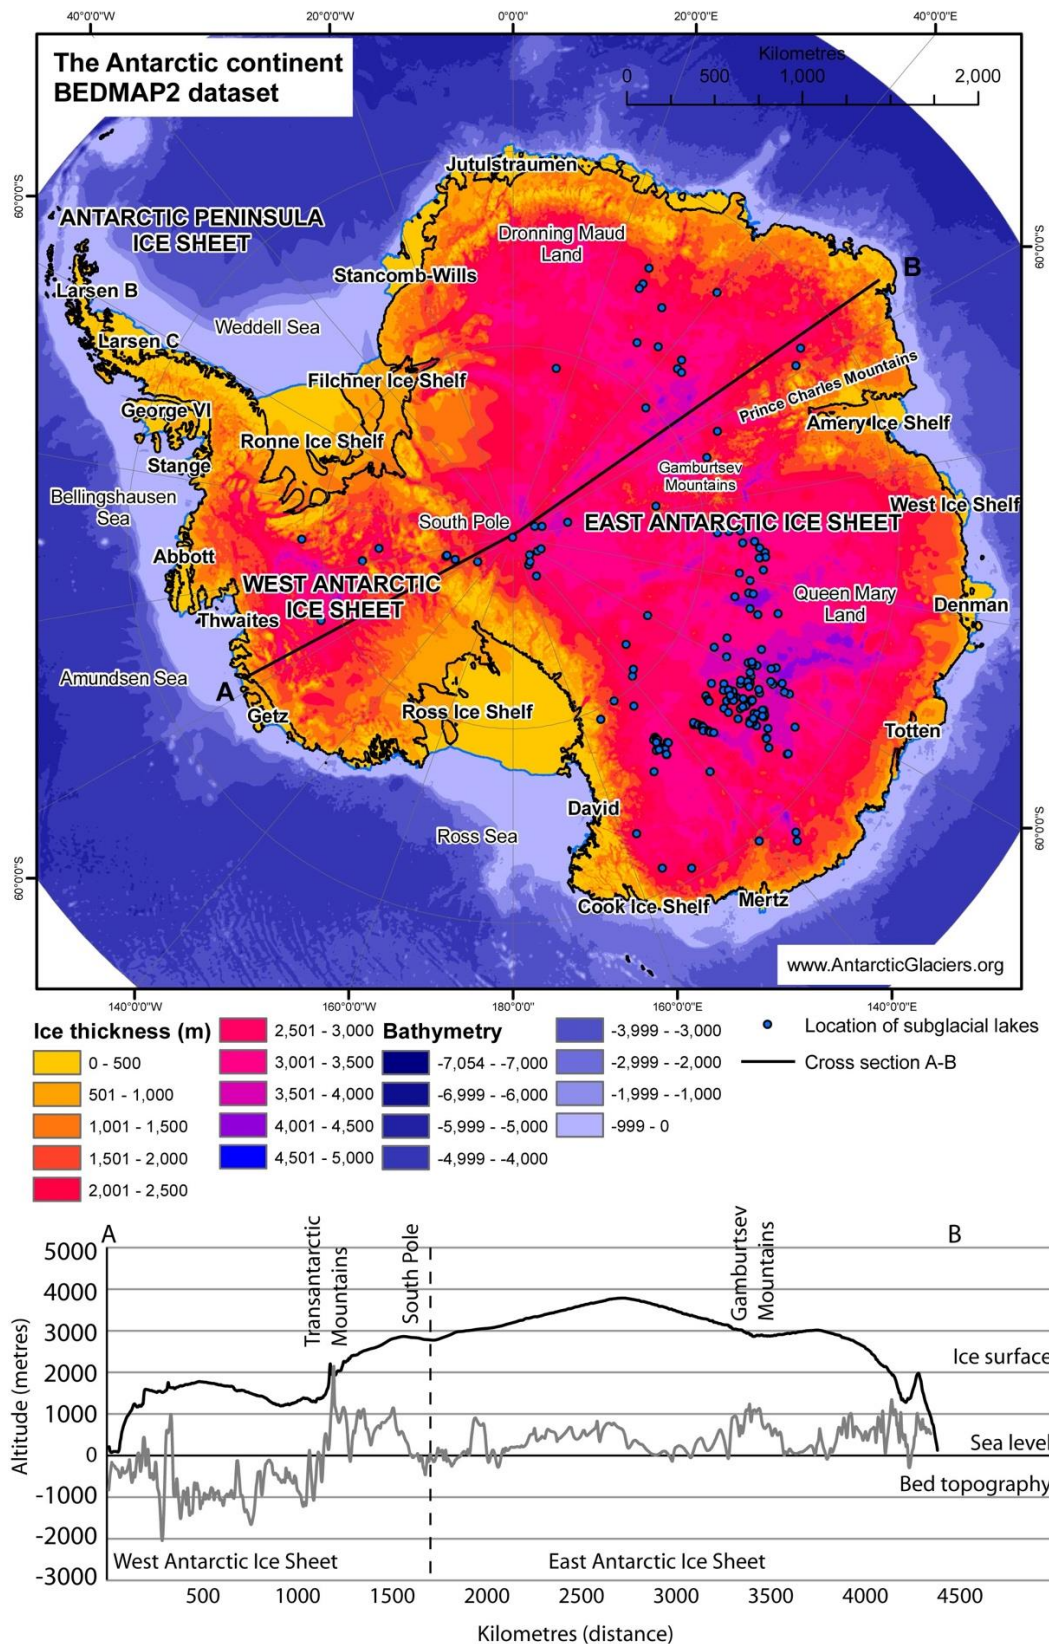 40°0'0"W
20°0'0"W
0°0'0"
20°0'0"E
40°0'0"E
The Antarctic continent
BEDMAP2 dataset
Kilometres
0
500
1,000
2,000
60°0'0"S
60°0'0"S
Jutulstraumen
ANTARCTIC PENINSULA
ICE SHEET
Dronning Maud
Land
Stancomb-Wills
B
Larsen B
Weddell Sea
Larsen C
Filchner Ice Shelf
Prince Charles Mountains
George VI
Amery Ice Shelf
Ronne Ice Shelf
Stange
Gamburtsev
Mountains
Bellingshausen
Sea
West Ice Shelf
South Pole
EAST ANTARCTIC ICE SHEET
Abbott
WEST ANTARCTIC
ICE SHEET
Queen Mary
Land
Denman
Thwaites
Amundsen Sea
A
Getz
Ross Ice Shelf
Totten
David
Ross Sea
60°0'0"S
60°0'0"S
Cook Ice Shelf
Mertz
www.AntarcticGlaciers.org
140°0'0"W
160°0'0"W
180°0'0"
160°0'0"E
140°0'0"E
Ice thickness (m)
0 - 500
501 - 1,000
1,001 - 1,500
1,501 - 2,000
2,001 - 2,500
2,501 - 3,000
3,001 - 3,500
3,501 - 4,000
4,001 - 4,500
4,501 - 5,000
Bathymetry
-7,054 - -7,000
-6,999 - -6,000
-5,999 - -5,000
-4,999 - -4,000
-3,999 - -3,000
-2,999 - -2,000
-1,999 - -1,000
-999 - 0
Location of subglacial lakes
Cross section A-B
A
B
Transantarctic
Mountains
South Pole
Gamburtsev
Mountains
Altitude (metres)
5000
4000
3000
2000
1000
0
-1000
-2000
-3000
Ice surface
Sea level
Bed topography
West Antarctic Ice Sheet
East Antarctic Ice Sheet
500
1000
1500
2000
2500
3000
3500
4000
4500
Kilometres (distance)